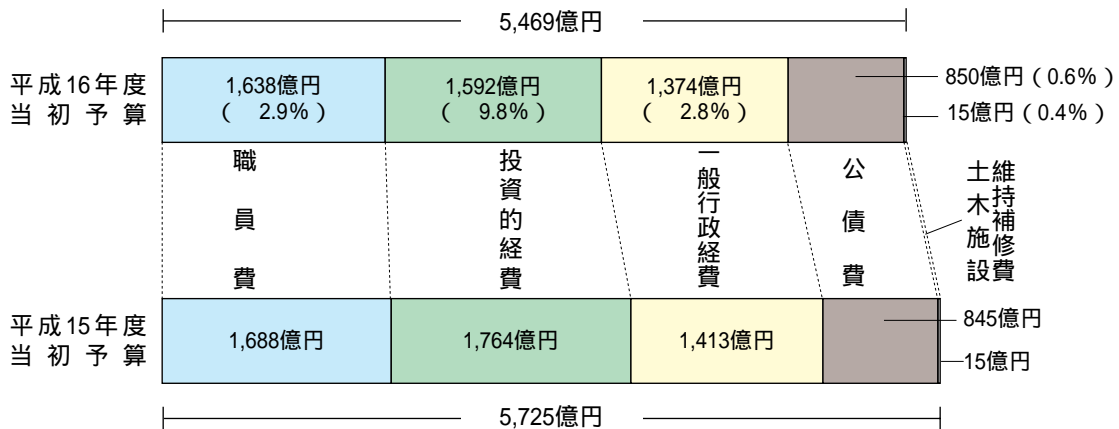 5,469億円
平成16年度
当初予算
1,638億円
( 2.9%)
1,592億円
( 9.8%)
1,374億円
( 2.8%)
850億円(0.6%)
15億円(0.4%)
職員費
投資的経費
一般行政経費
公債費
土木施設
維持補修費
平成15年度
当初予算
1,688億円
1,764億円
1,413億円
845億円
15億円
5,725億円